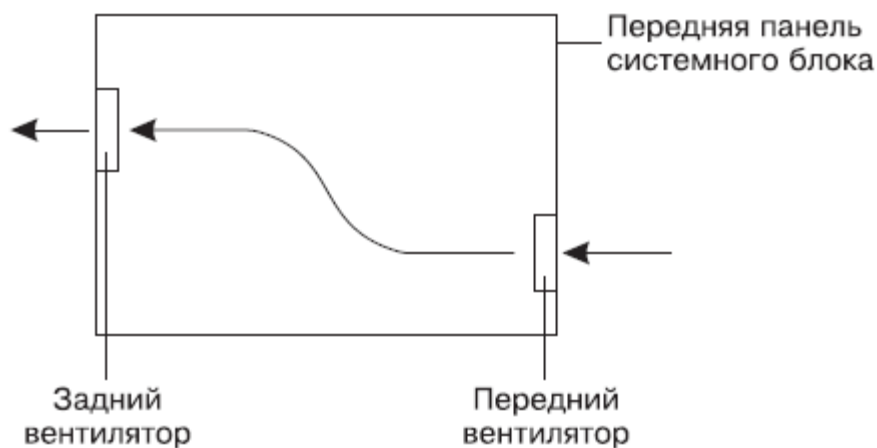 Передняя панель
системного блока
Задний
вентилятор
Передний
вентилятор